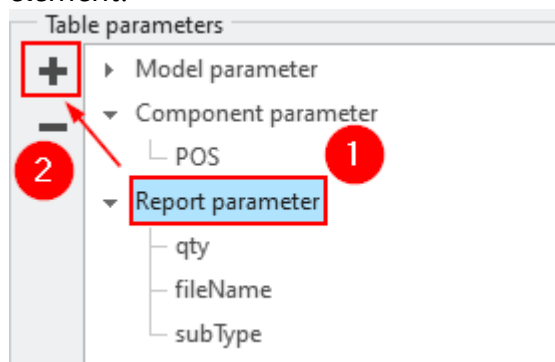 element.
Table parameters
Model parameter
Component parameter
POS
1
2
Report parameter
qty
fileName
subType